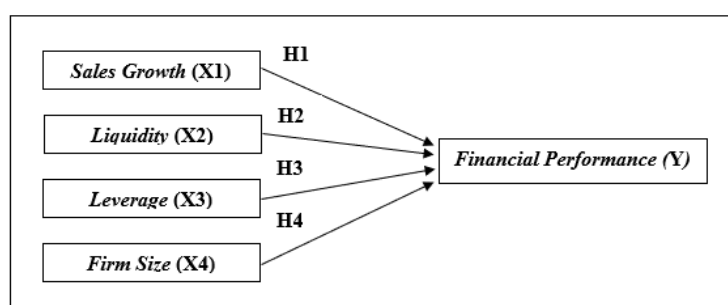 H1
Sales Growth (X1)
H2
Liquidity (X2)
Financial Performance (Y)
H3
Leverage (X3)
H4
Firm Size (X4)